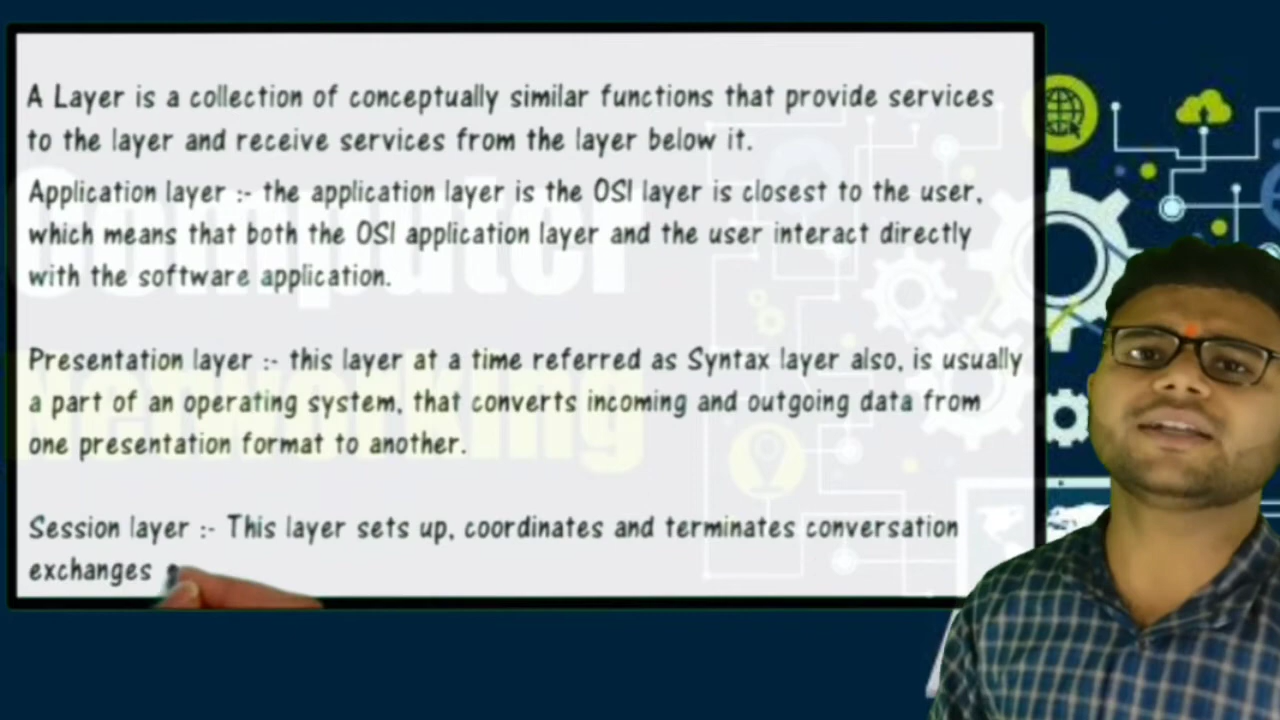 A Layer is a collection of conceptually similar functions that provide services
to the layer and receive services from the layer below it.
Application layer :- the application layer is the OSI layer is closest to the user,
which means that both the OSI application layer and the user interact directly
with the software application.
Presentation layer :- this layer at a time referred as Syntax layer also, is usually
a part of an operating system, that converts incoming and outgoing data from
one presentation format to another.
Session layer :- This layer sets up, coordinates and terminates conversation
exchanges
Computer
Networking